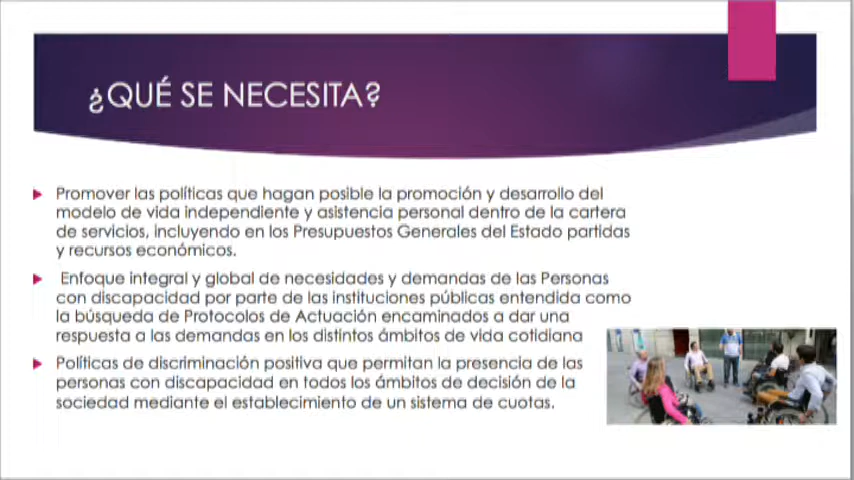 ¿QUÉ SE NECESITA?
Promover las políticas que hagan posible la promoción y desarrollo del
modelo de vida independiente y asistencia personal dentro de la cartera
de servicios, incluyendo en los Presupuestos Generales del Estado partidas
y recursos económicos.
Enfoque integral y global de necesidades y demandas de las Personas
con discapacidad por parte de las instituciones públicas entendida como
la búsqueda de Protocolos de Actuación encaminados a dar una
respuesta a las demandas en los distintos ámbitos de vida cotidiana
Políticas de discriminación positiva que permitan la presencia de las
personas con discapacidad en todos los ámbitos de decisión de la
sociedad mediante el establecimiento de un sistema de cuotas.